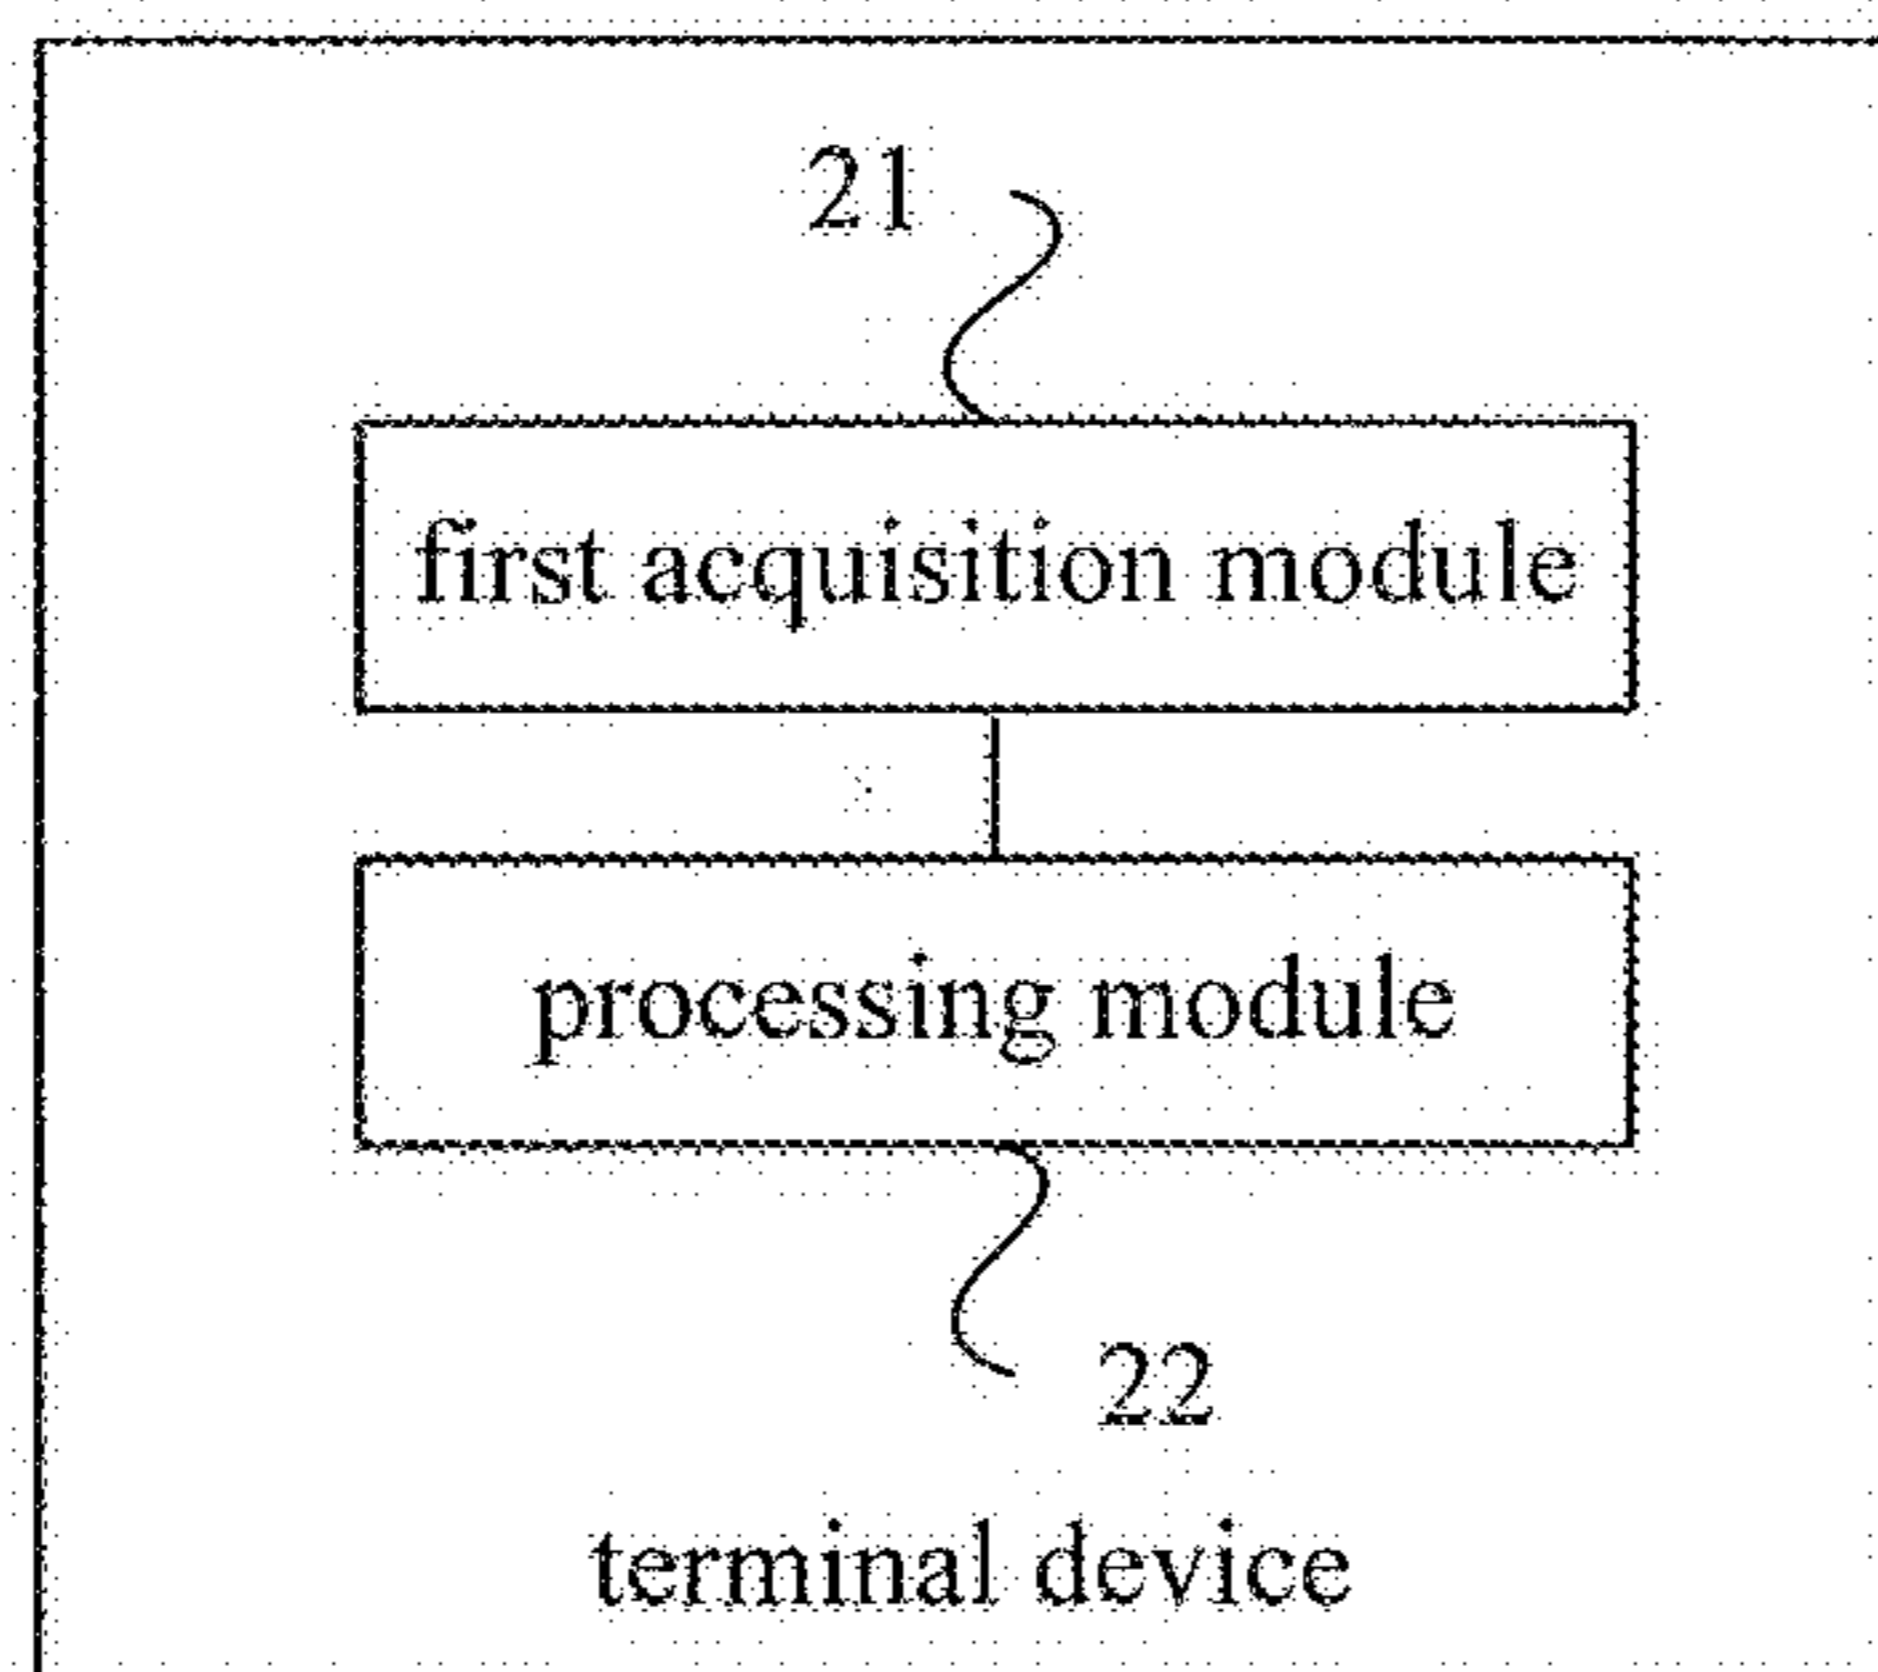 21
first acquisition module
processing module
22
terminal device